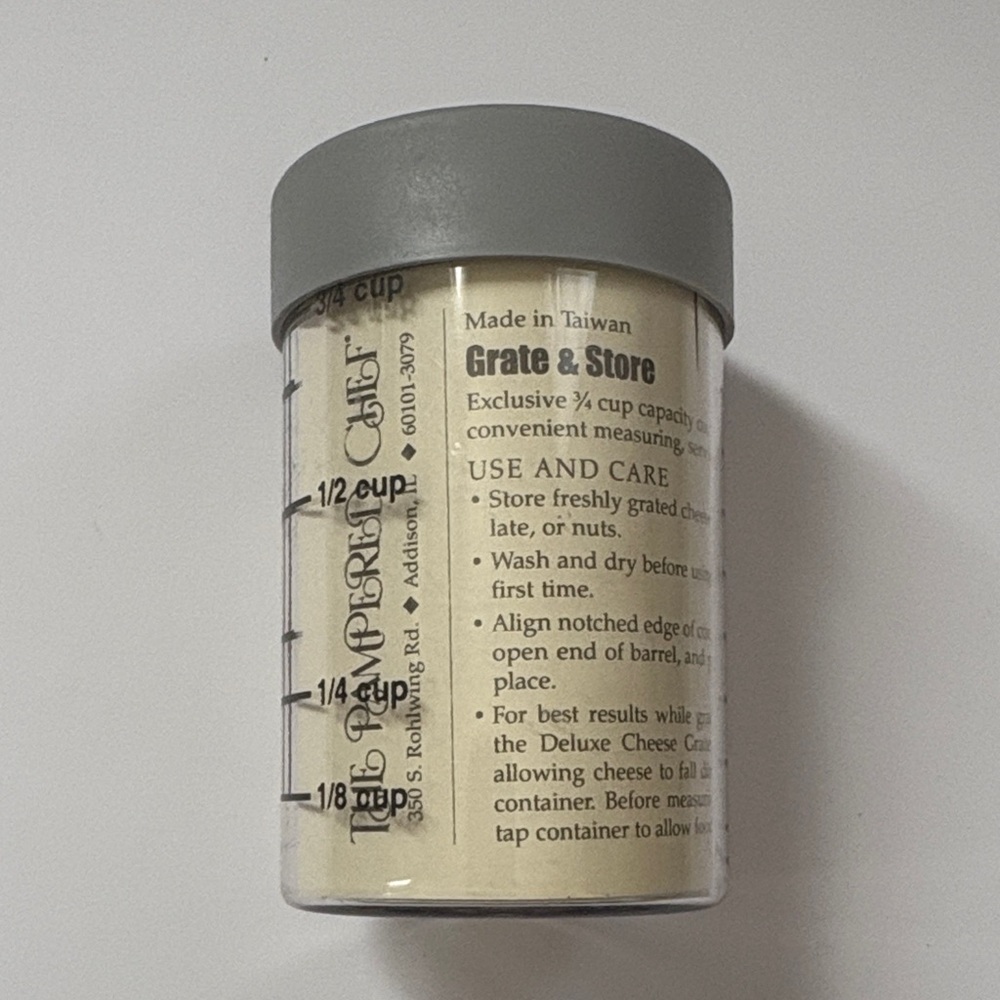 3/4 cup
1/2 cup
1/4 cup
1/8 cup
THE PAMPERED CHEF
350 S. Rohlwing Rd. ◆ Addison, IL ◆ 60101-3079
Made in Taiwan
Grate & Store
Exclusive ¾ cup capacity
convenient measuring,
USE AND CARE
• Store freshly grated
late, or nuts.
• Wash and dry before
first time.
• Align notched edge of
open end of barrel, and
place.
• For best results while
the Deluxe Cheese
allowing cheese to fall
container. Before
tap container to allow